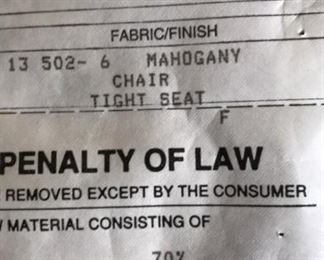 FABRIC/FINISH
13 502- 6 MAHOGANY
CHAIR
TIGHT SEAT
F
PENALTY OF LAW
REMOVED EXCEPT BY THE CONSUMER
MATERIAL CONSISTING OF
70%